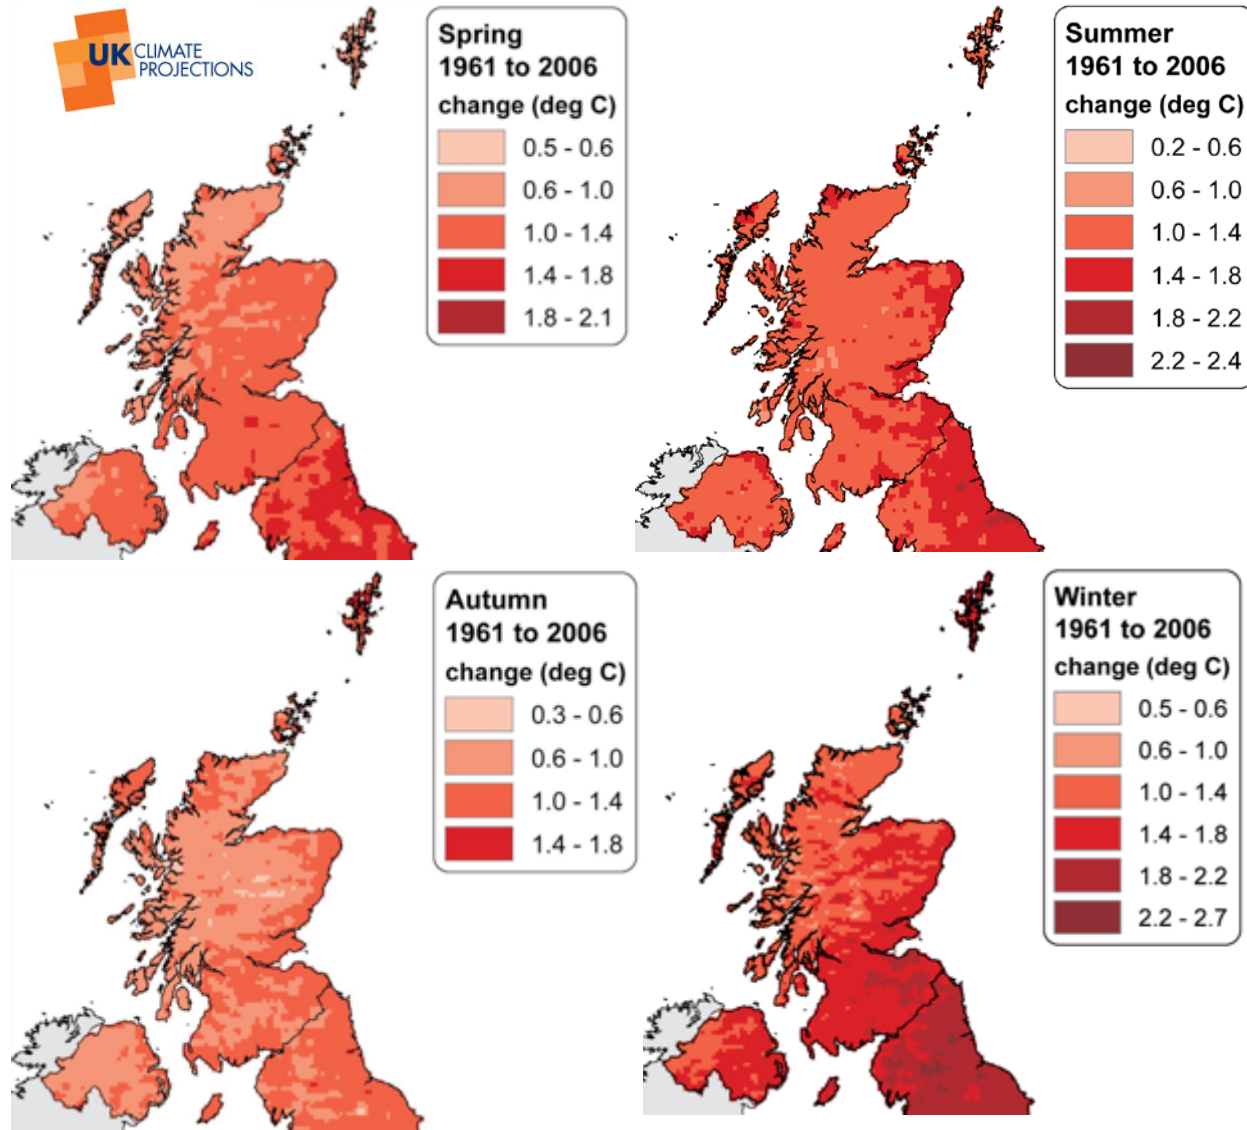 UK CLIMATE
PROJECTIONS
Spring
1961 to 2006
change (deg C)
0.5 - 0.6
0.6 - 1.0
1.0 - 1.4
1.4 - 1.8
1.8 - 2.1
Summer
1961 to 2006
change (deg C)
0.2 - 0.6
0.6 - 1.0
1.0 - 1.4
1.4 - 1.8
1.8 - 2.2
2.2 - 2.4
Autumn
1961 to 2006
change (deg C)
0.3 - 0.6
0.6 - 1.0
1.0 - 1.4
1.4 - 1.8
Winter
1961 to 2006
change (deg C)
0.5 - 0.6
0.6 - 1.0
1.0 - 1.4
1.4 - 1.8
1.8 - 2.2
2.2 - 2.7